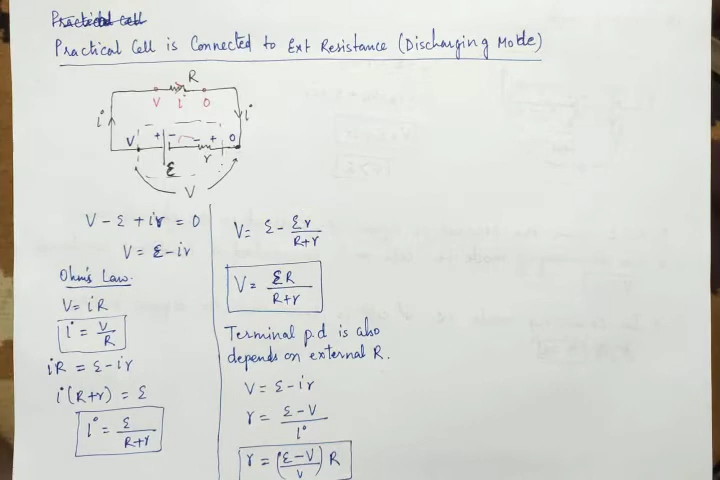 Practical cell
Practical Cell is Connected to Ext Resistance (Discharging Mode)
R
V i 0
i
i
V + - - + 0
ε
r
V
V - ε + ir = 0
V = ε - ir
Ohm's Law.
V = iR
i = V/R
iR = ε - ir
i(R+r) = ε
i = ε/(R+r)
V = ε - εr/(R+r)
V = εR/(R+r)
Terminal p.d is also
depends on external R.
V = ε - ir
r = (ε - V)/i
r = ((ε - V)/V) R